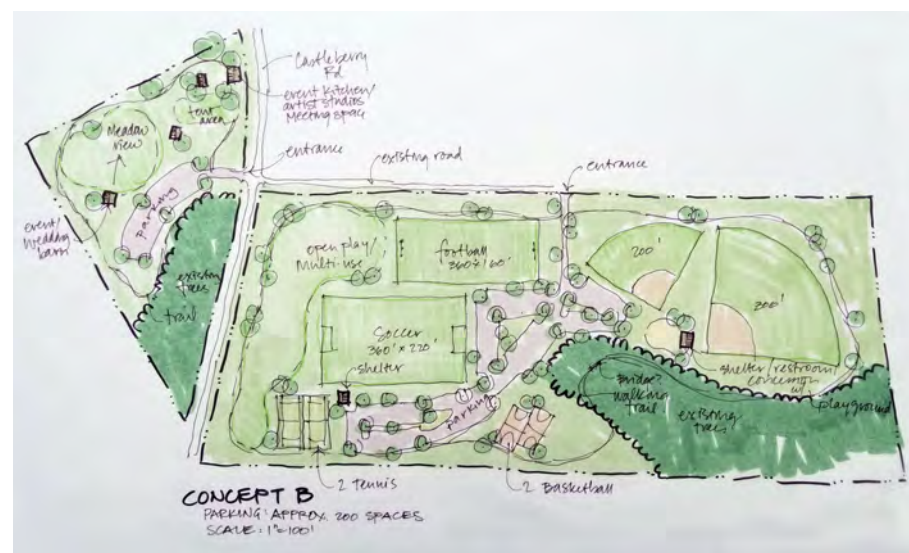 Castleberry
Rd
event kitchen/
artist studios
Meeting space
tent
area
Meadow
view
entrance
existing road
entrance
parking
event/
wedding
barn
existing
trees
trail
open play/
Multi-use
football
360' x 160'
200'
300'
Soccer
360' x 220'
shelter
shelter/restroom/
concession
w/
playground
Bridge?
walking
trail
existing
trees
parking
2 Tennis
2 Basketball
CONCEPT B
PARKING: APPROX. 200 SPACES
SCALE: 1"=100'